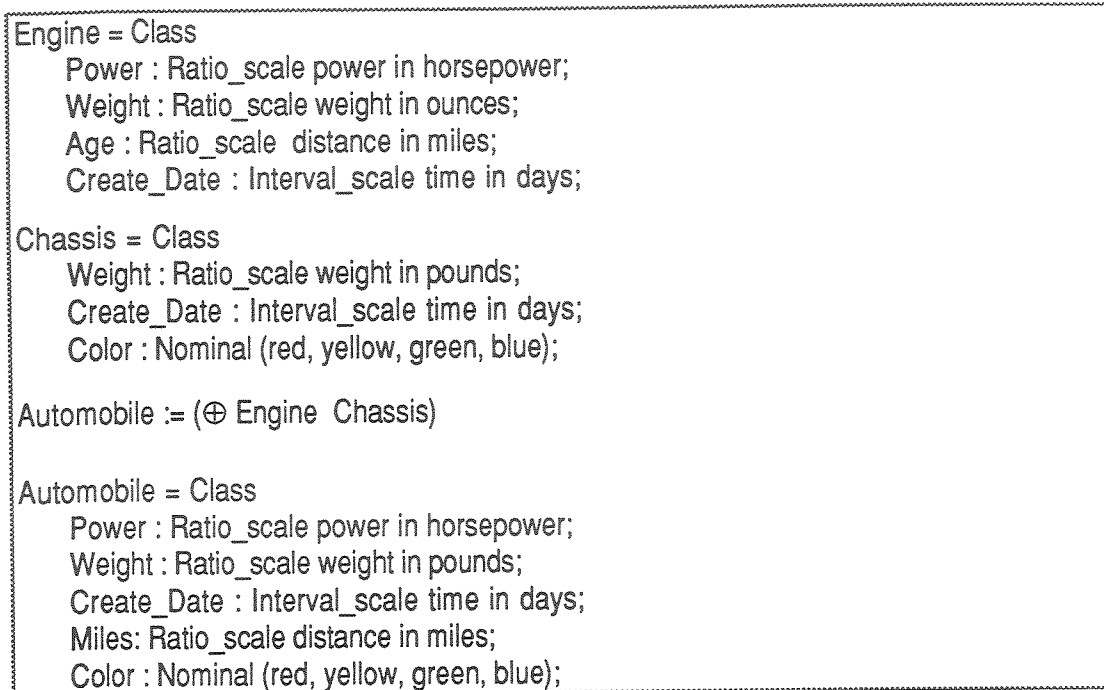 Engine = Class
Power : Ratio_scale power in horsepower;
Weight : Ratio_scale weight in ounces;
Age : Ratio_scale distance in miles;
Create_Date : Interval_scale time in days;
Chassis = Class
Weight : Ratio_scale weight in pounds;
Create_Date : Interval_scale time in days;
Color : Nominal (red, yellow, green, blue);
Automobile := (⊕ Engine Chassis)
Automobile = Class
Power : Ratio_scale power in horsepower;
Weight : Ratio_scale weight in pounds;
Create_Date : Interval_scale time in days;
Miles: Ratio_scale distance in miles;
Color : Nominal (red, yellow, green, blue);